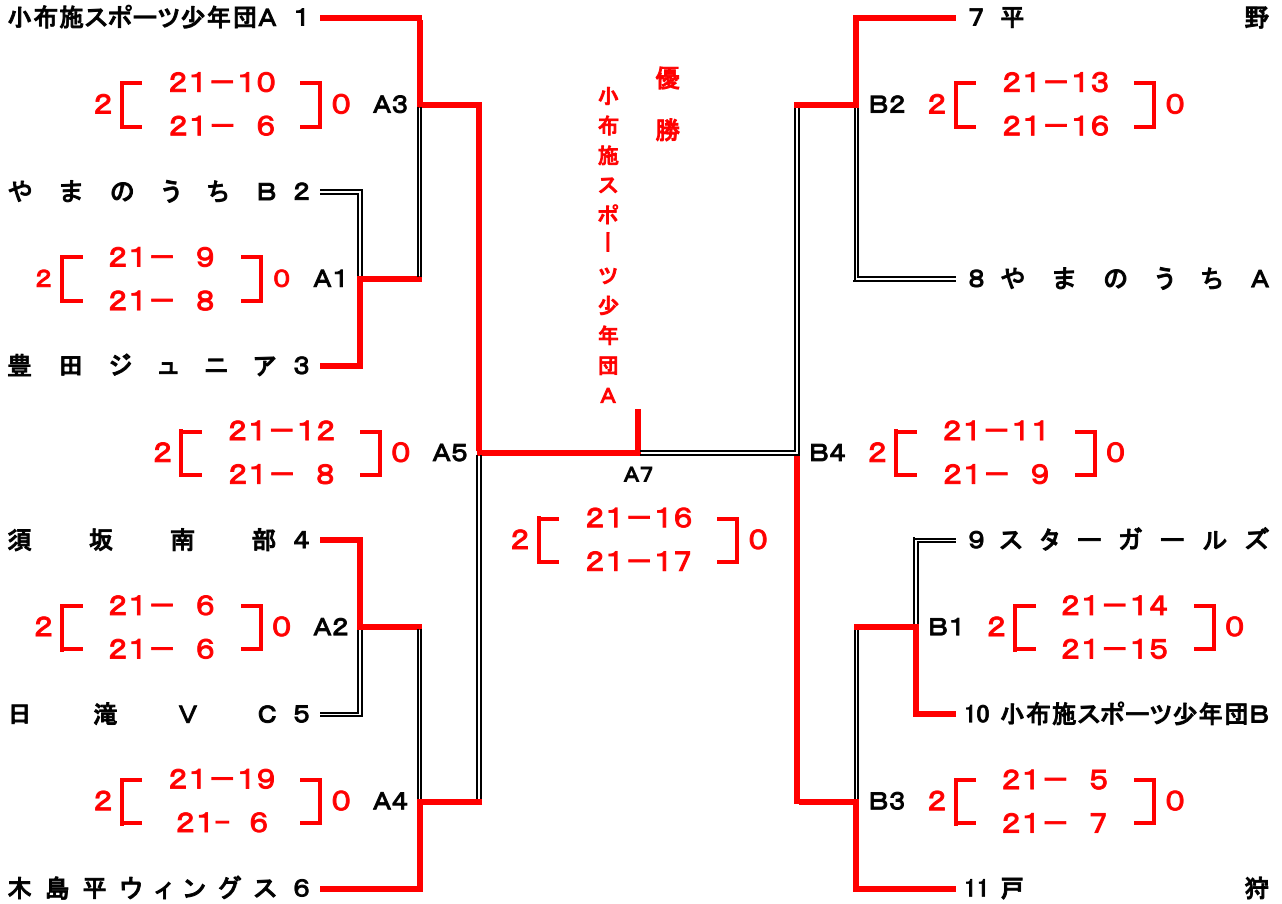 小布施スポーツ少年団A 1
2 21－10 0 A3
21－ 6
やまのうちB 2
2 21－ 9 0 A1
21－ 8
豊田ジュニア 3
2 21－12 0 A5
21－ 8
須坂南部 4
2 21－ 6 0 A2
21－ 6
日滝VC 5
2 21－19 0 A4
21- 6
木島平ウィングス 6
優勝
小布施スポーツ少年団A
A7
2 21－16 0
21－17
7 平野
B2 2 21－13 0
21－16
8 やまのうちA
B4 2 21－11 0
21－ 9
9 スターガールズ
B1 2 21－14 0
21－15
10 小布施スポーツ少年団B
B3 2 21－ 5 0
21－ 7
11 戸狩